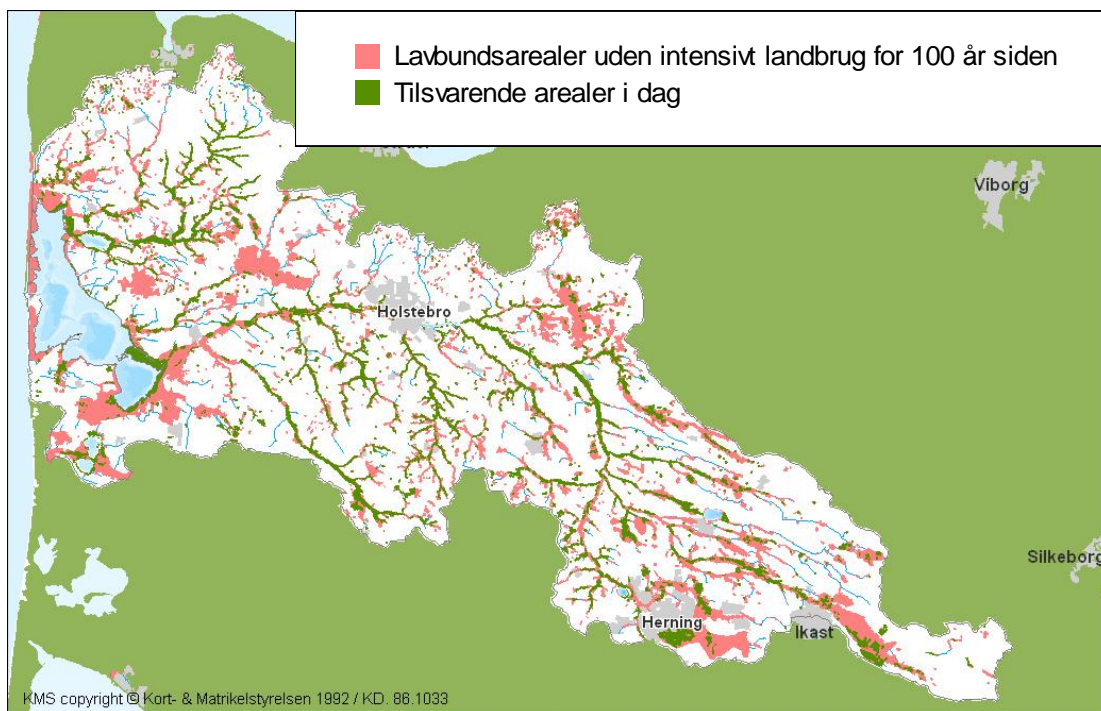 Lavbundsarealer uden intensivt landbrug for 100 år siden
Tilsvarende arealer i dag
Viborg
Holstebro
Silkeborg
Herning
Ikast
KMS copyright © Kort- & Matrikelstyrelsen 1992 / KD. 86.1033